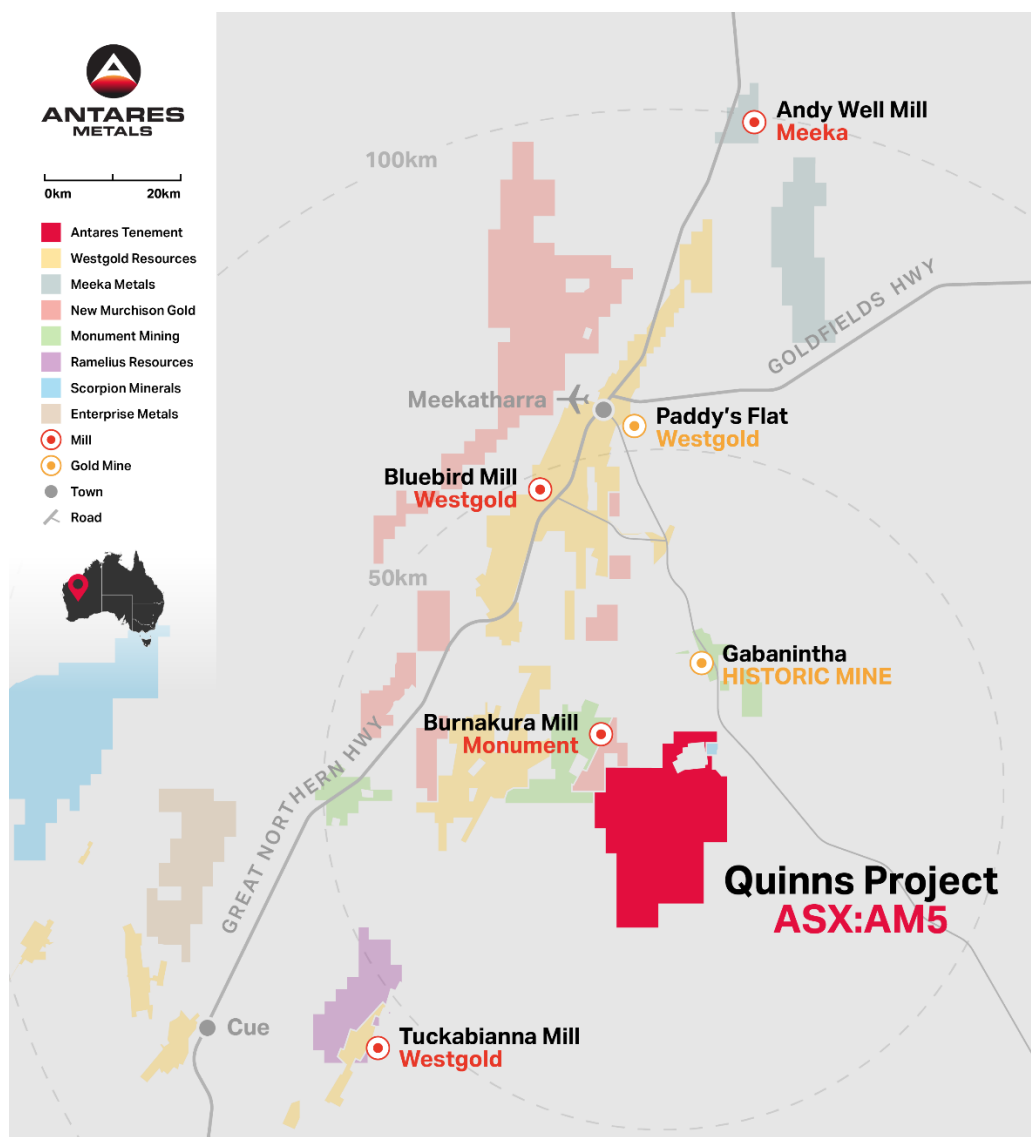 ANTARES
METALS
0km 20km
Antares Tenement
Westgold Resources
Meeka Metals
New Murchison Gold
Monument Mining
Ramelius Resources
Scorpion Minerals
Enterprise Metals
Mill
Gold Mine
Town
Road
100km
Andy Well Mill
Meeka
GOLDFIELDS HWY
Meekatharra
Paddy's Flat
Westgold
Bluebird Mill
Westgold
50km
Gabanintha
HISTORIC MINE
Burnakura Mill
Monument
GREAT NORTHERN HWY
Quinns Project
ASX:AM5
Cue
Tuckabianna Mill
Westgold